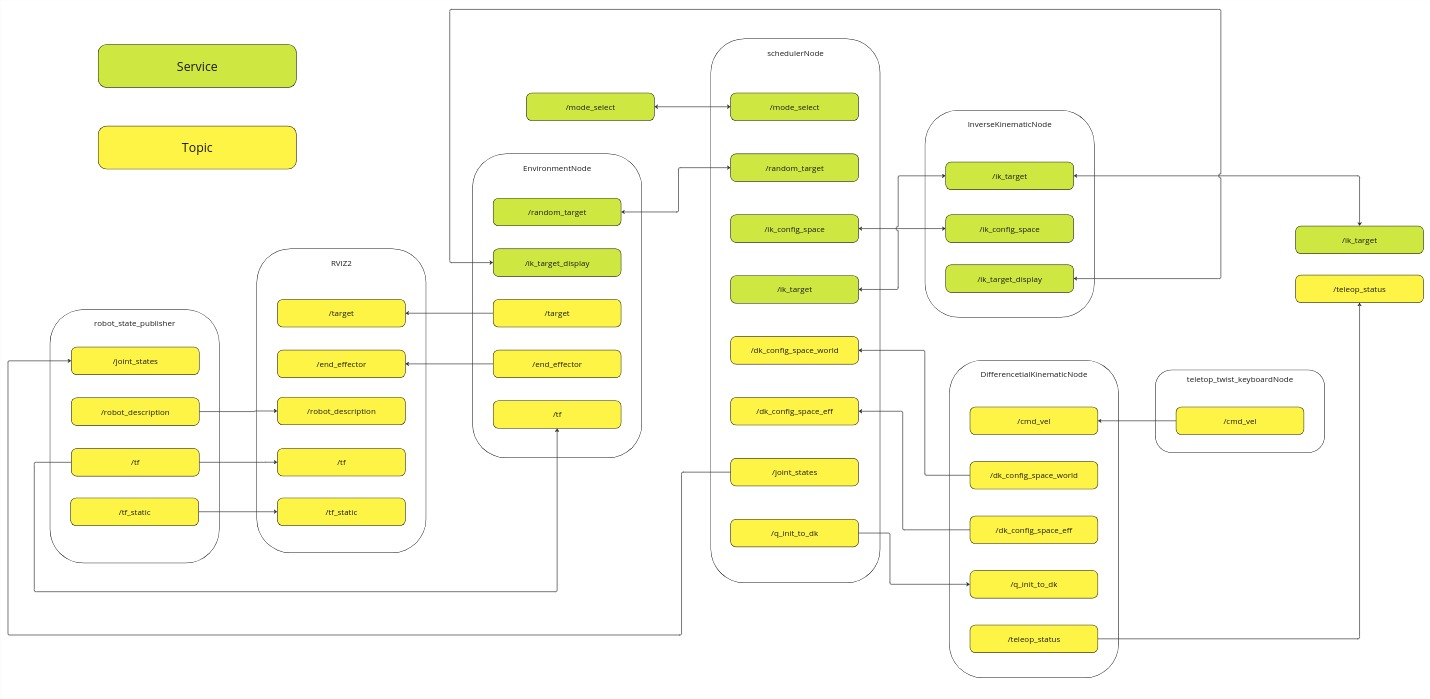 Service
Topic
/mode_select
schedulerNode
/mode_select
/random_target
/ik_config_space
/ik_target
/dk_config_space_world
/dk_config_space_eff
/joint_states
/q_init_to_dk
EnvironmentNode
/random_target
/ik_target_display
/target
/end_effector
/tf
RVIZ2
/target
/end_effector
/robot_description
/tf
/tf_static
robot_state_publisher
/joint_states
/robot_description
/tf
/tf_static
InverseKinematicNode
/ik_target
/ik_config_space
/ik_target_display
/ik_target
/teleop_status
DifferencetialKinematicNode
/cmd_vel
/dk_config_space_world
/dk_config_space_eff
/q_init_to_dk
/teleop_status
teletop_twist_keyboardNode
/cmd_vel